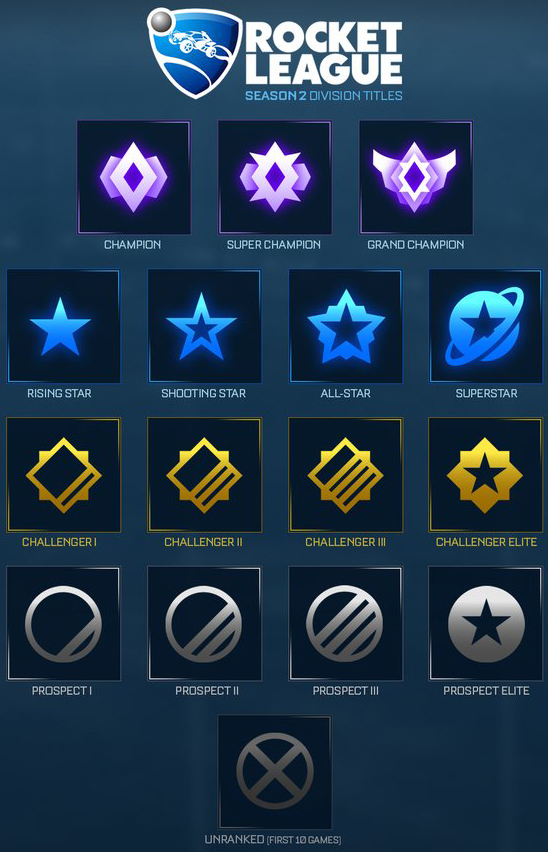 ROCKET
LEAGUE
SEASON 2 DIVISION TITLES
CHAMPION
SUPER CHAMPION
GRAND CHAMPION
RISING STAR
SHOOTING STAR
ALL-STAR
SUPERSTAR
CHALLENGER I
CHALLENGER II
CHALLENGER III
CHALLENGER ELITE
PROSPECT I
PROSPECT II
PROSPECT III
PROSPECT ELITE
UNRANKED (FIRST 10 GAMES)